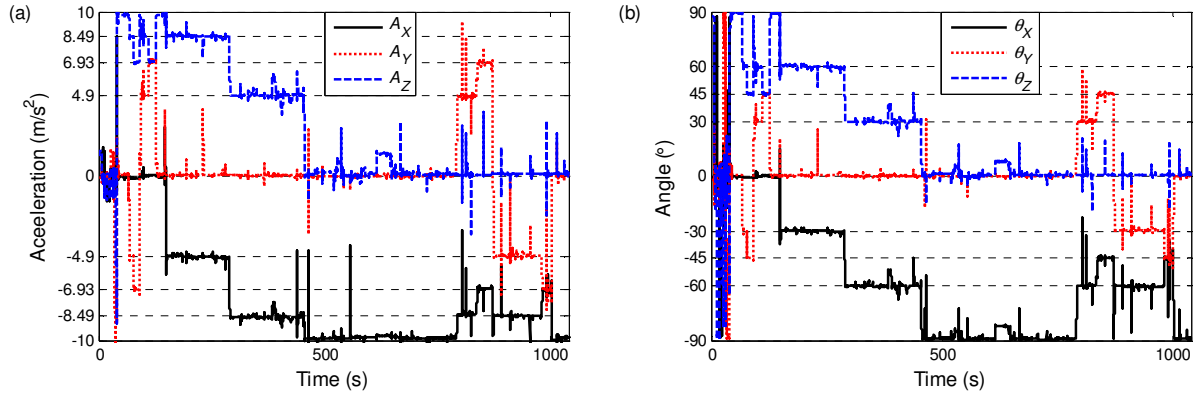 (a)
10
8.49
6.93
4.9
0
-4.9
-6.93
-8.49
-10
Aceeleration (m/s²)
0
500
1000
Time (s)
A_X
A_Y
A_Z
(b)
90
60
30
0
-30
-60
-90
Angle (°)
0
500
1000
Time (s)
θ_X
θ_Y
θ_Z